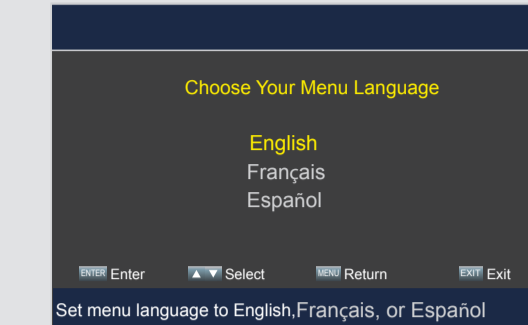 Choose Your Menu Language
English
Français
Español
ENTER Enter ▲ ▼ Select MENU Return EXIT Exit
Set menu language to English,Français, or Español